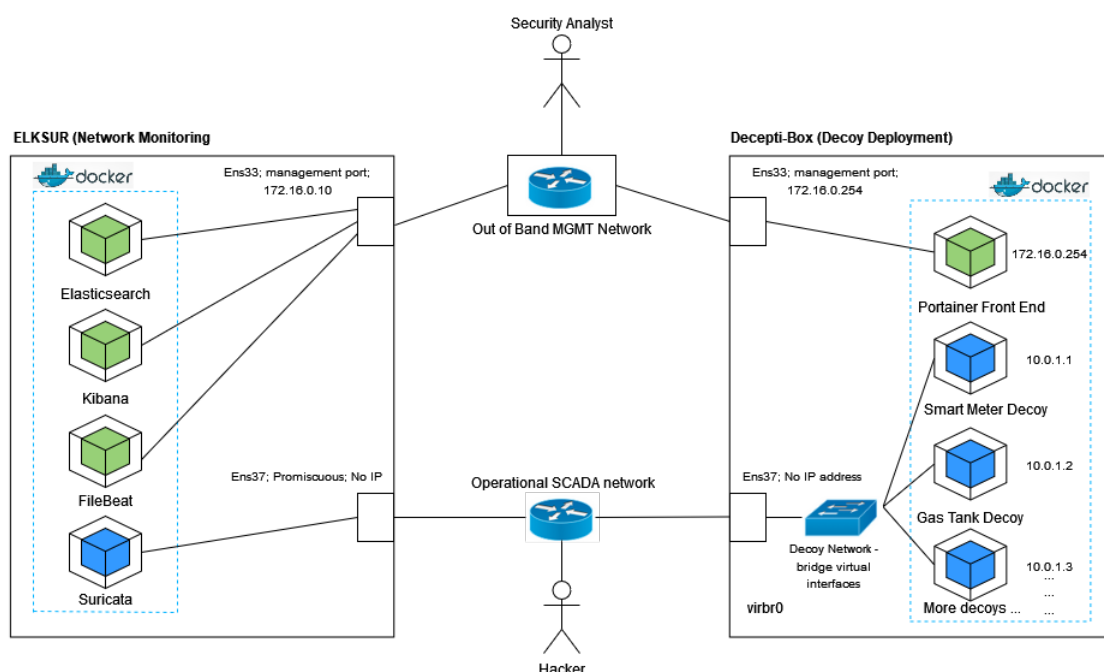 Security Analyst
ELKSUR (Network Monitoring
Decepti-Box (Decoy Deployment)
docker
Ens33; management port;
172.16.0.10
Ens33; management port;
172.16.0.254
docker
Out of Band MGMT Network
172.16.0.254
Elasticsearch
Portainer Front End
10.0.1.1
Kibana
Smart Meter Decoy
10.0.1.2
Ens37; Promiscuous; No IP
Operational SCADA network
Ens37; No IP address
FileBeat
Gas Tank Decoy
Decoy Network -
bridge virtual
interfaces
10.0.1.3
...
...
...
Suricata
virbr0
More decoys ...
Hacker